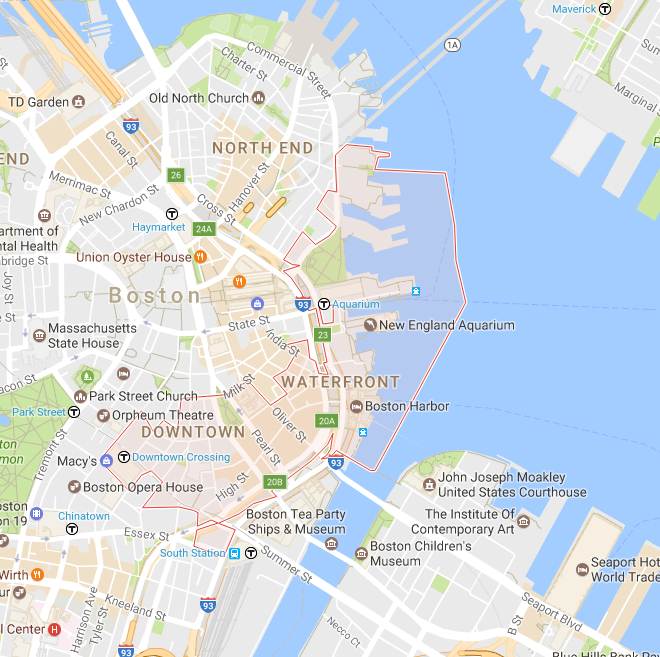 Maverick
1A
Sun
Commercial Street
Charter St
TD Garden
Old North Church
Marginal S
93
Canal St
NORTH END
END
Hanover St
26
Merrimac St
New Chardon St
Cross St
Haymarket
24A
artment of
ntal Health
Union Oyster House
nbridge St
Joy St
Boston
93
Aquarium
State St
New England Aquarium
Massachusetts
State House
23
India St
WATERFRONT
acon St
Milk St
Park Street Church
Boston Harbor
Park Street
Orpheum Theatre
Oliver St
20A
DOWNTOWN
ton
mon
Tremont St
Pearl St
Macy's
Downtown Crossing
93
Boston Opera House
High St
20B
John Joseph Moakley
United States Courthouse
oston
on 19
Chinatown
Boston Tea Party
Ships & Museum
The Institute Of
Contemporary Art
Essex St
South Station
Boston Children's
Museum
Summer St
Seaport Hot
World Trade
Wirth
ur
93
Kneeland St
Harrison Ave
Tyler St
Necco Ct
B St
Seaport Blvd
l Center
93
Blue Hills Bank Pa